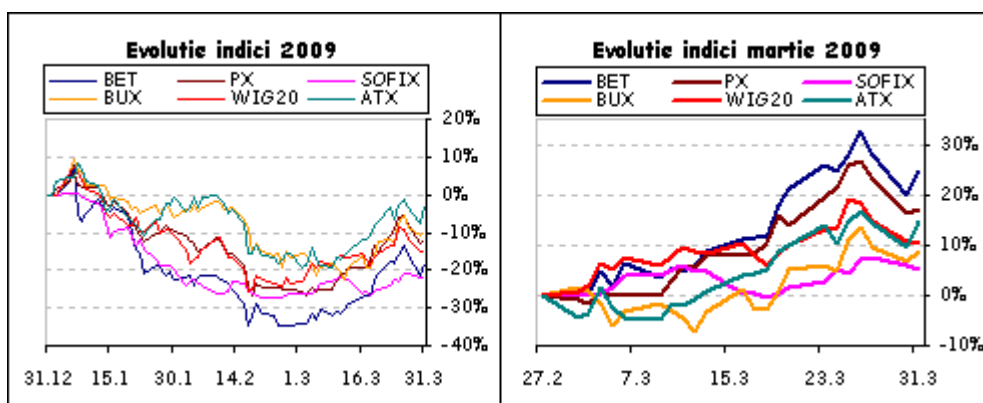 Evolutie indici 2009
BET PX SOFIX
BUX WIG20 ATX
20%
10%
0%
-10%
-20%
-30%
-40%
31.12 15.1 30.1 14.2 1.3 16.3 31.3
Evolutie indici martie 2009
BET PX SOFIX
BUX WIG20 ATX
30%
20%
10%
0%
-10%
27.2 7.3 15.3 23.3 31.3